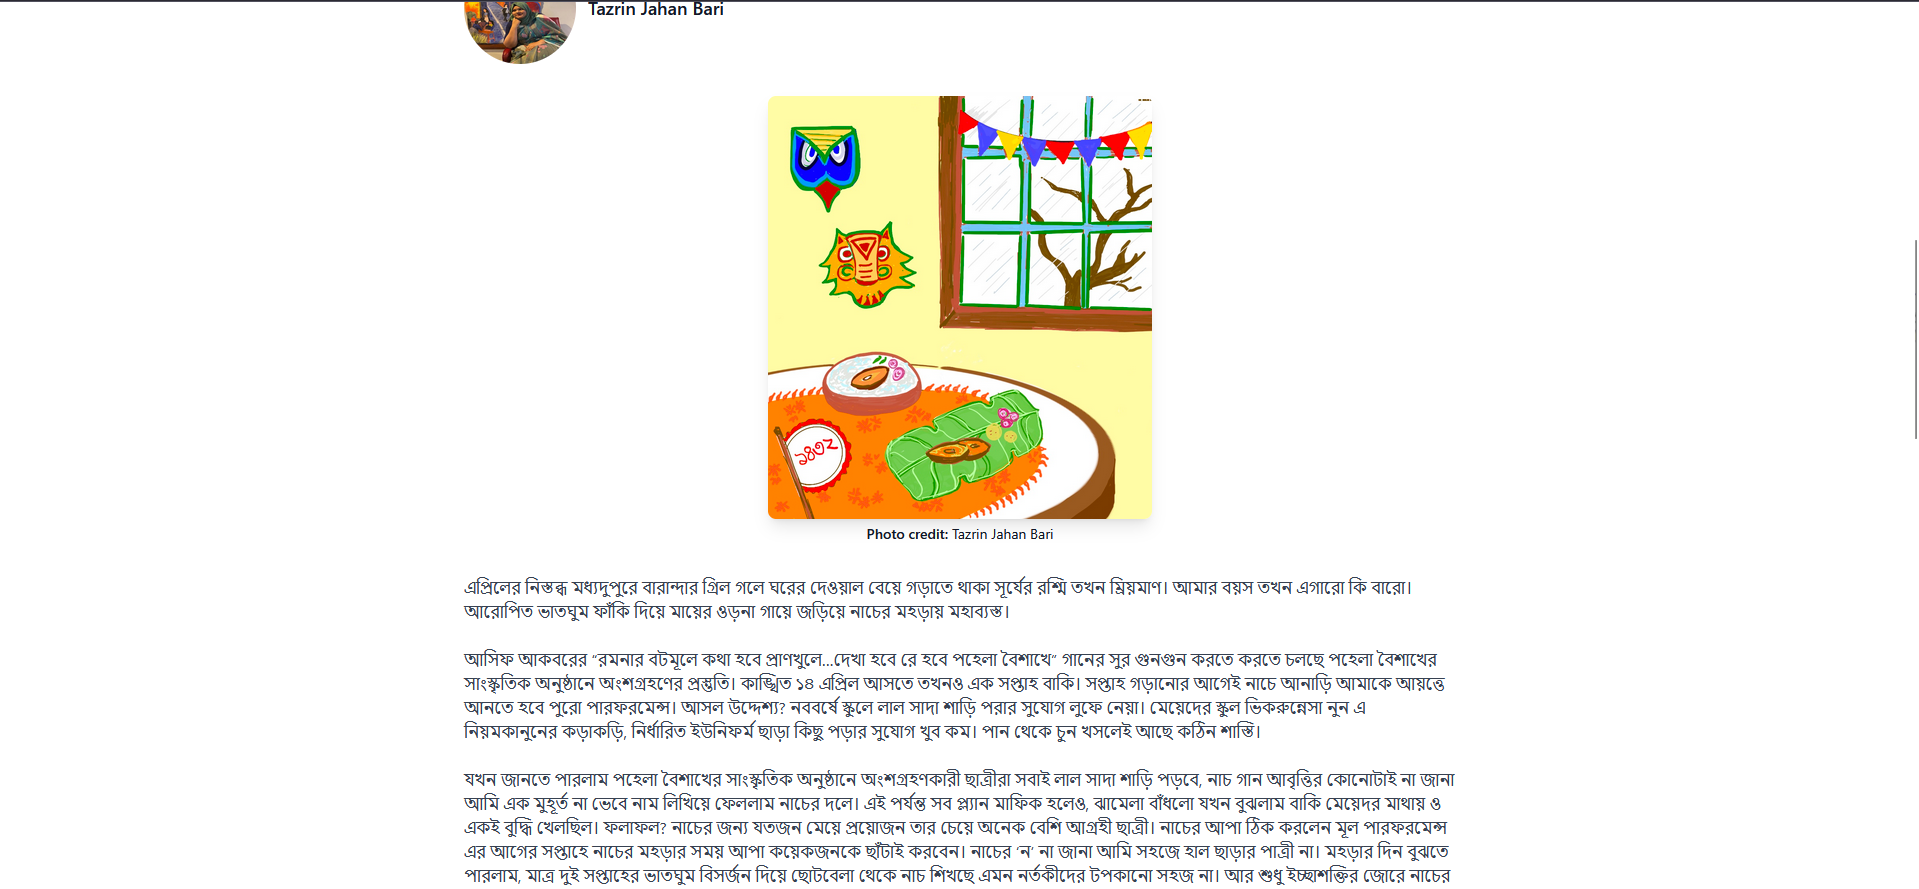 Tazrin Jahan Bari
১৪৩২
Photo credit: Tazrin Jahan Bari
এপ্রিলের নিস্তব্ধ মধ্যদুপুরে বারান্দার গ্রিল গলে ঘরের দেওয়াল বেয়ে গড়াতে থাকা সূর্যের রশ্মি তখন ম্রিয়মাণ। আমার বয়স তখন এগারো কি বারো।
আরোপিত ভাতঘুম ফাঁকি দিয়ে মায়ের ওড়না গায়ে জড়িয়ে নাচের মহড়ায় মহাব্যস্ত।
আসিফ আকবরের “রমনার বটমূলে কথা হবে প্রাণখুলে...দেখা হবে রে হবে পহেলা বৈশাখে” গানের সুর গুনগুন করতে করতে চলছে পহেলা বৈশাখের
সাংস্কৃতিক অনুষ্ঠানে অংশগ্রহণের প্রস্তুতি। কাঙ্খিত ১৪ এপ্রিল আসতে তখনও এক সপ্তাহ বাকি। সপ্তাহ গড়ানোর আগেই নাচে আনাড়ি আমাকে আয়ত্তে
আনতে হবে পুরো পারফরমেন্স। আসল উদ্দেশ্য? নববর্ষে স্কুলে লাল সাদা শাড়ি পরার সুযোগ লুফে নেয়া। মেয়েদের স্কুল ভিকরুন্নেসা নুন এ
নিয়মকানুনের কড়াকড়ি, নির্ধারিত ইউনিফর্ম ছাড়া কিছু পড়ার সুযোগ খুব কম। পান থেকে চুন খসলেই আছে কঠিন শাস্তি।
যখন জানতে পারলাম পহেলা বৈশাখের সাংস্কৃতিক অনুষ্ঠানে অংশগ্রহণকারী ছাত্রীরা সবাই লাল সাদা শাড়ি পড়বে, নাচ গান আবৃত্তির কোনোটাই না জানা
আমি এক মুহূর্ত না ভেবে নাম লিখিয়ে ফেললাম নাচের দলে। এই পর্যন্ত সব প্ল্যান মাফিক হলেও, ঝামেলা বাঁধলো যখন বুঝলাম বাকি মেয়েদর মাথায় ও
একই বুদ্ধি খেলছিল। ফলাফল? নাচের জন্য যতজন মেয়ে প্রয়োজন তার চেয়ে অনেক বেশি আগ্রহী ছাত্রী। নাচের আপা ঠিক করলেন মূল পারফরমেন্স
এর আগের সপ্তাহে নাচের মহড়ার সময় আপা কয়েকজনকে ছাঁটাই করবেন। নাচের ‘ন’ না জানা আমি সহজে হাল ছাড়ার পাত্রী না। মহড়ার দিন বুঝতে
পারলাম, মাত্র দুই সপ্তাহের ভাতঘুম বিসর্জন দিয়ে ছোটবেলা থেকে নাচ শিখছে এমন নর্তকীদের টপকানো সহজ না। আর শুধু ইচ্ছাশক্তির জোরে নাচের